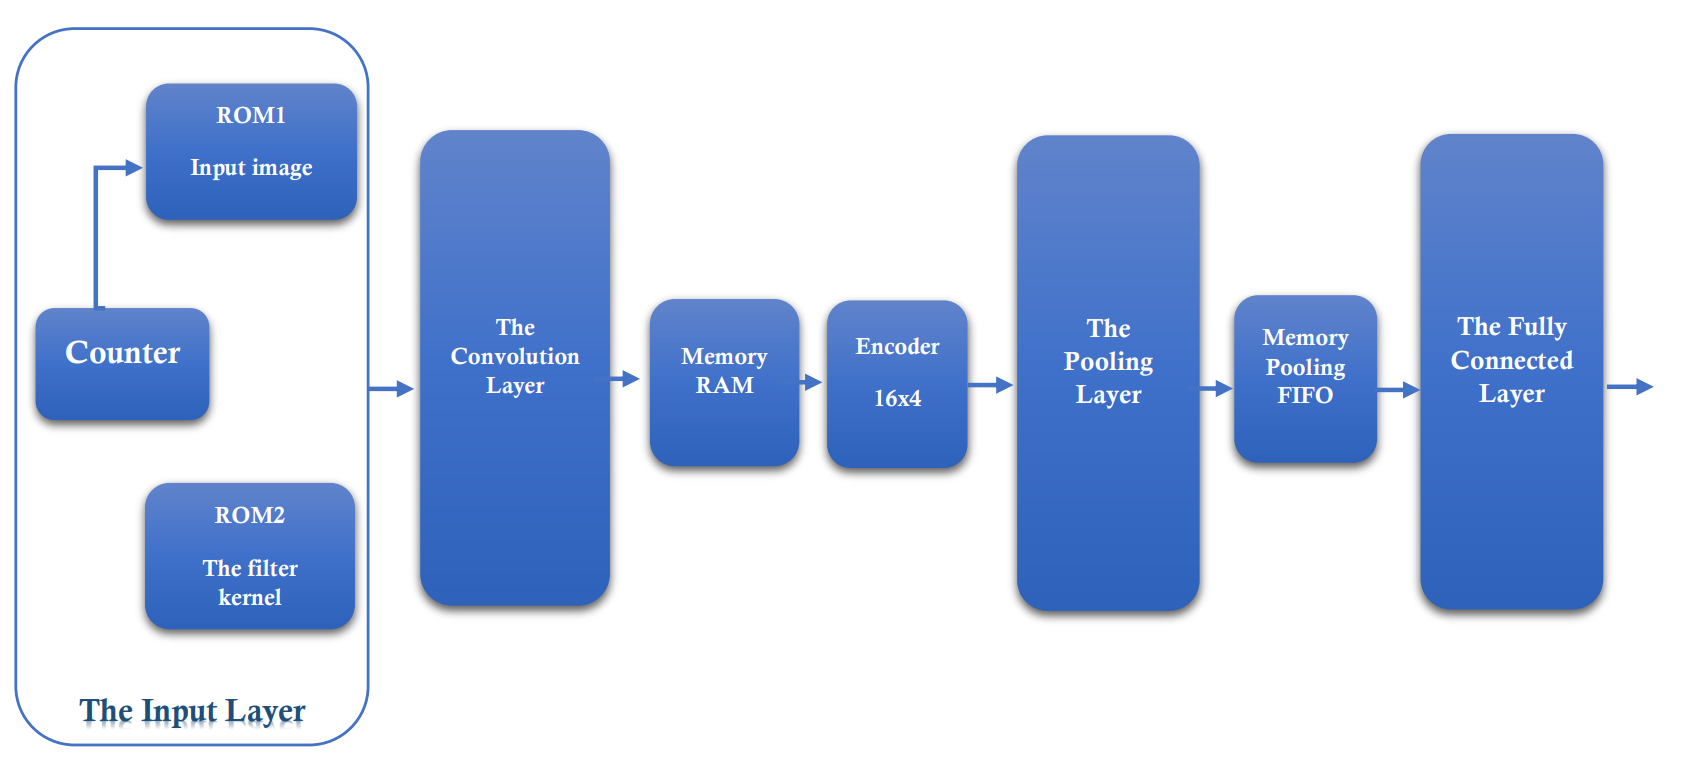 ROM1
Input image
Counter
ROM2
The filter
kernel
The Input Layer
The
Convolution
Layer
Memory
RAM
Encoder
16x4
The
Pooling
Layer
Memory
Pooling
FIFO
The Fully
Connected
Layer